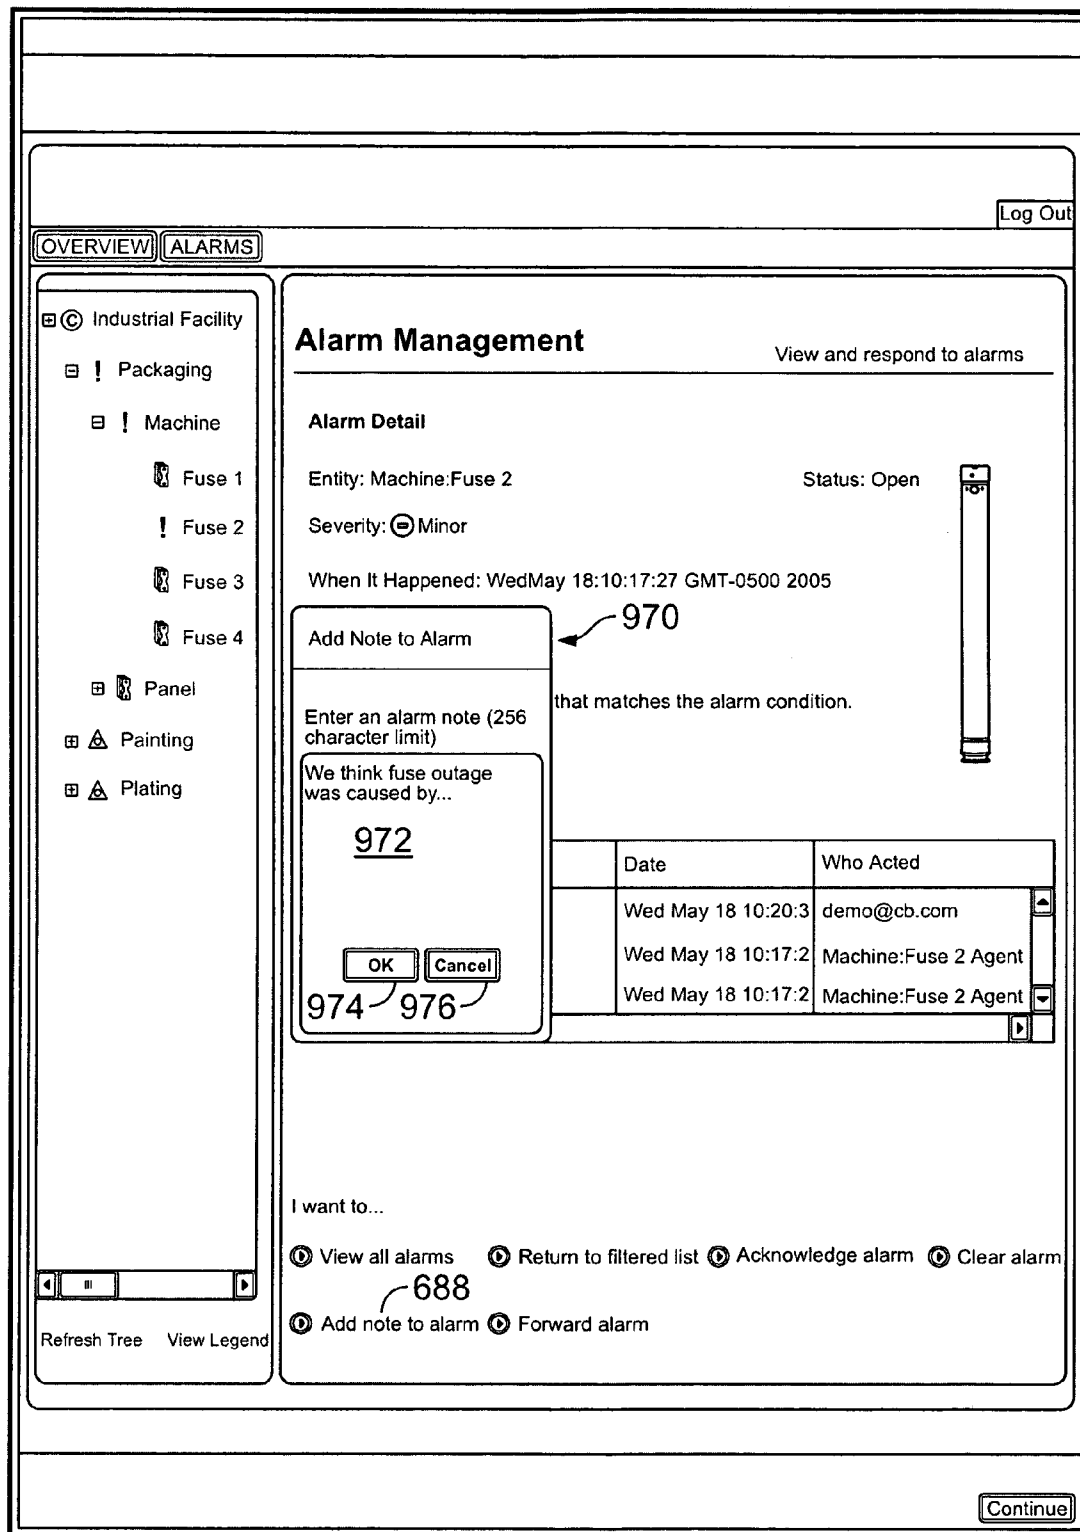 Log Out
OVERVIEW ALARMS
© Industrial Facility
! Packaging
! Machine
Fuse 1
! Fuse 2
Fuse 3
Fuse 4
Panel
Painting
Plating
Refresh Tree View Legend
Alarm Management
View and respond to alarms
Alarm Detail
Entity: Machine:Fuse 2 Status: Open
Severity: Minor
When It Happened: WedMay 18:10:17:27 GMT-0500 2005
970
that matches the alarm condition.
Add Note to Alarm
Enter an alarm note (256
character limit)
We think fuse outage
was caused by...
972
OK Cancel
974 976
Date Who Acted
Wed May 18 10:20:3 demo@cb.com
Wed May 18 10:17:2 Machine:Fuse 2 Agent
Wed May 18 10:17:2 Machine:Fuse 2 Agent
I want to...
View all alarms Return to filtered list Acknowledge alarm Clear alarm
688
Add note to alarm Forward alarm
Continue